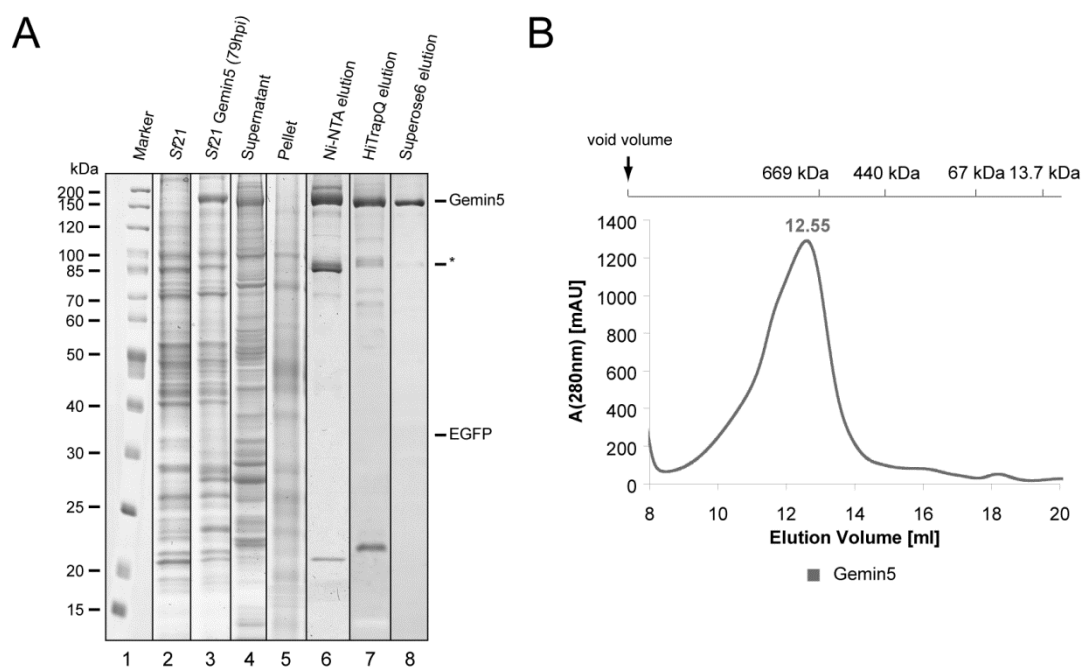 A
Marker
Sf21
Sf21 Gemin5 (79hpi)
Supernatant
Pellet
Ni-NTA elution
HiTrapQ elution
Superose6 elution
kDa
200
150
120
100
85
70
60
50
40
30
25
20
15
Gemin5
*
EGFP
1 2 3 4 5 6 7 8
B
void volume
669 kDa 440 kDa 67 kDa 13.7 kDa
12.55
A(280nm) [mAU]
1400
1200
1000
800
600
400
200
0
8 10 12 14 16 18 20
Elution Volume [ml]
Gemin5